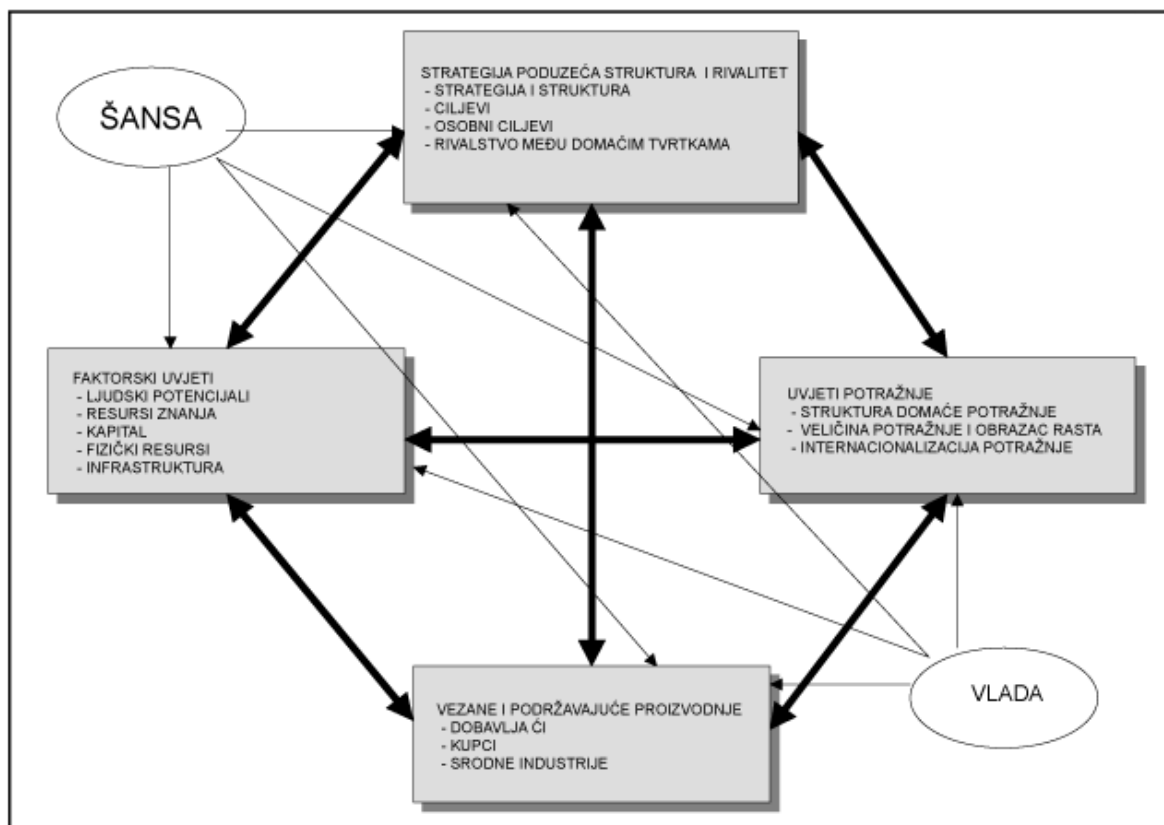 ŠANSA
STRATEGIJA PODUZEĆA STRUKTURA I RIVALITET
- STRATEGIJA I STRUKTURA
- CILJEVI
- OSOBNI CILJEVI
- RIVALSTVO MEĐU DOMAĆIM TVRTKAMA
FAKTORSKI UVJETI
- LJUDSKI POTENCIJALI
- RESURSI ZNANJA
- KAPITAL
- FIZIČKI RESURSI
- INFRASTRUKTURA
UVJETI POTRAŽNJE
- STRUKTURA DOMAĆE POTRAŽNJE
- VELIČINA POTRAŽNJE I OBRAZAC RASTA
- INTERNACIONALIZACIJA POTRAŽNJE
VEZANE I PODRŽAVAJUĆE PROIZVODNJE
- DOBAVLJA ĆI
- KUPCI
- SRODNE INDUSTRIJE
VLADA